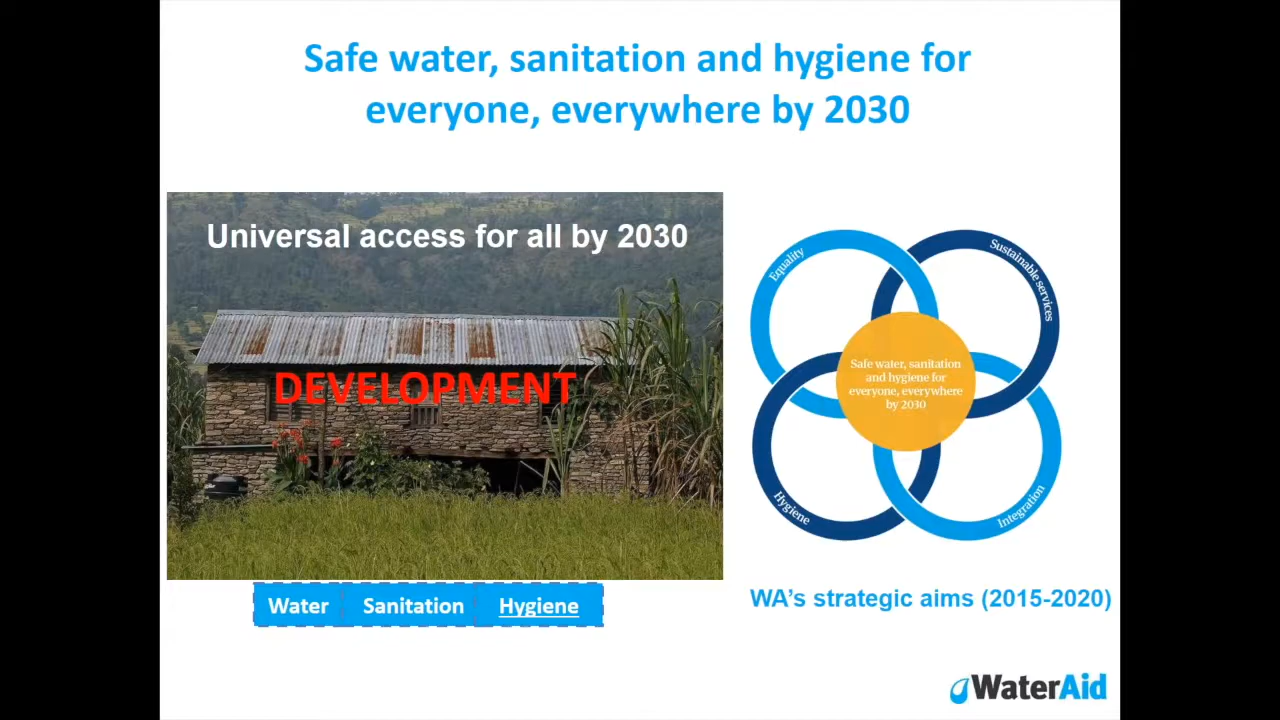 Safe water, sanitation and hygiene for
everyone, everywhere by 2030
Universal access for all by 2030
DEVELOPMENT
Water Sanitation Hygiene
Equality
Sustainable services
Safe water, sanitation
and hygiene for
everyone, everywhere
by 2030
Hygiene
Integration
WA’s strategic aims (2015-2020)
WaterAid